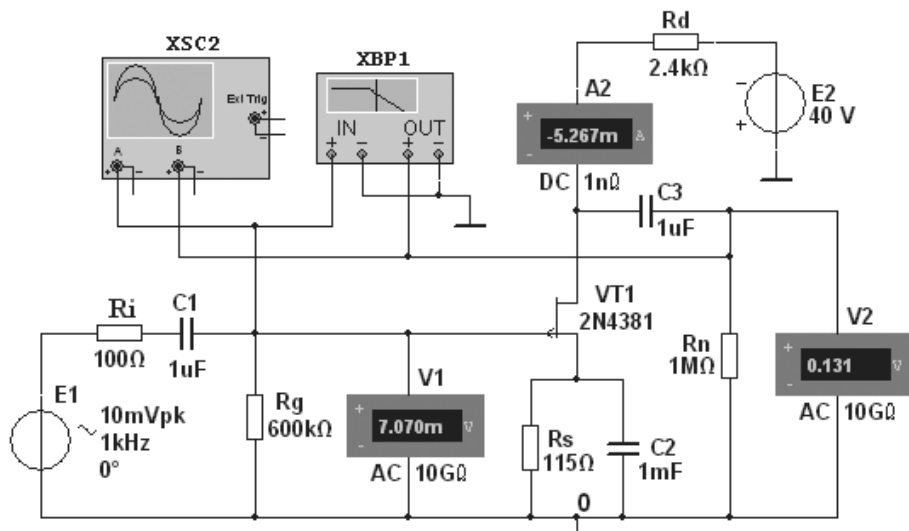 XSC2
Ext Trig
+
-
A
B
+ -
+ -
XBP1
IN OUT
+ - + -
Rd
2.4kΩ
A2
+
-
-5.267m A
DC 1nΩ
-
+
E2
40 V
C3
1uF
VT1
2N4381
Ri
100Ω
C1
1uF
E1
10mVpk
1kHz
0°
Rg
600kΩ
V1
+
-
7.070m V
AC 10GΩ
Rs
115Ω
C2
1mF
0
Rn
1MΩ
V2
+
-
0.131 V
AC 10GΩ